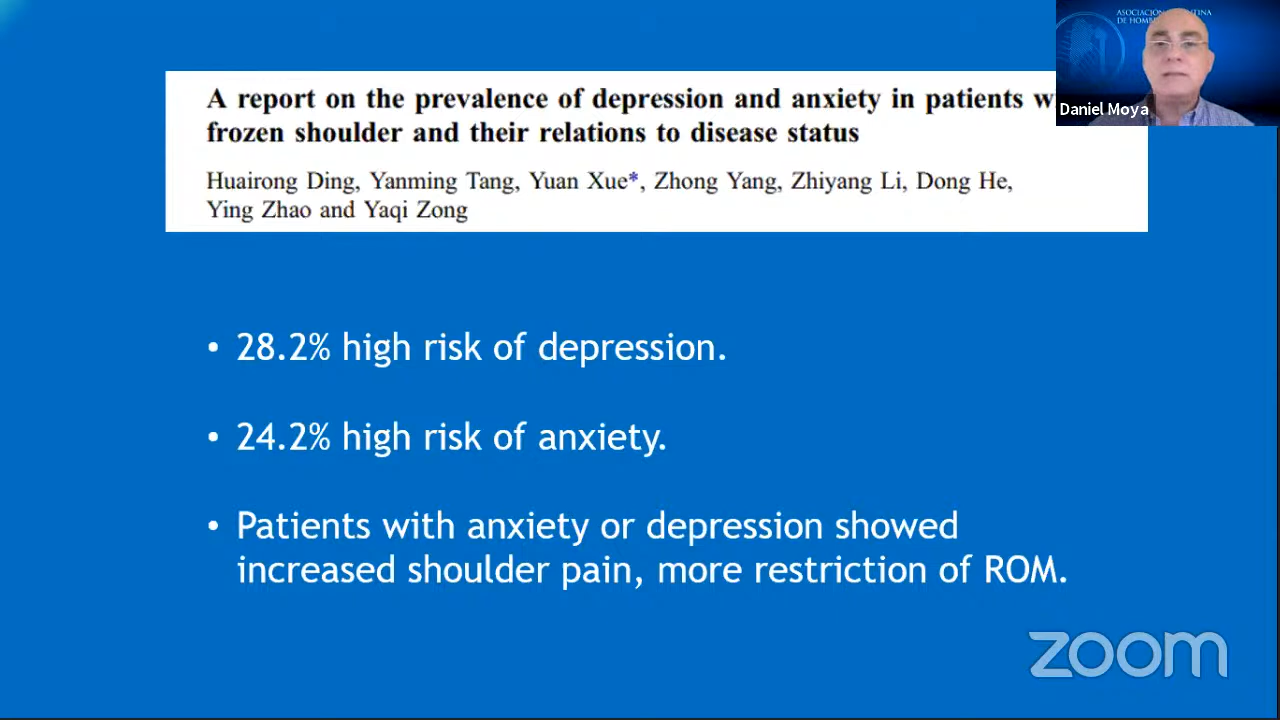 A report on the prevalence of depression and anxiety in patients
frozen shoulder and their relations to disease status
Huairong Ding, Yanming Tang, Yuan Xue*, Zhong Yang, Zhiyang Li, Dong He,
Ying Zhao and Yaqi Zong
ASOCIACIÓN
DE
Daniel Moya
• 28.2% high risk of depression.
• 24.2% high risk of anxiety.
• Patients with anxiety or depression showed
increased shoulder pain, more restriction of ROM.
zoom